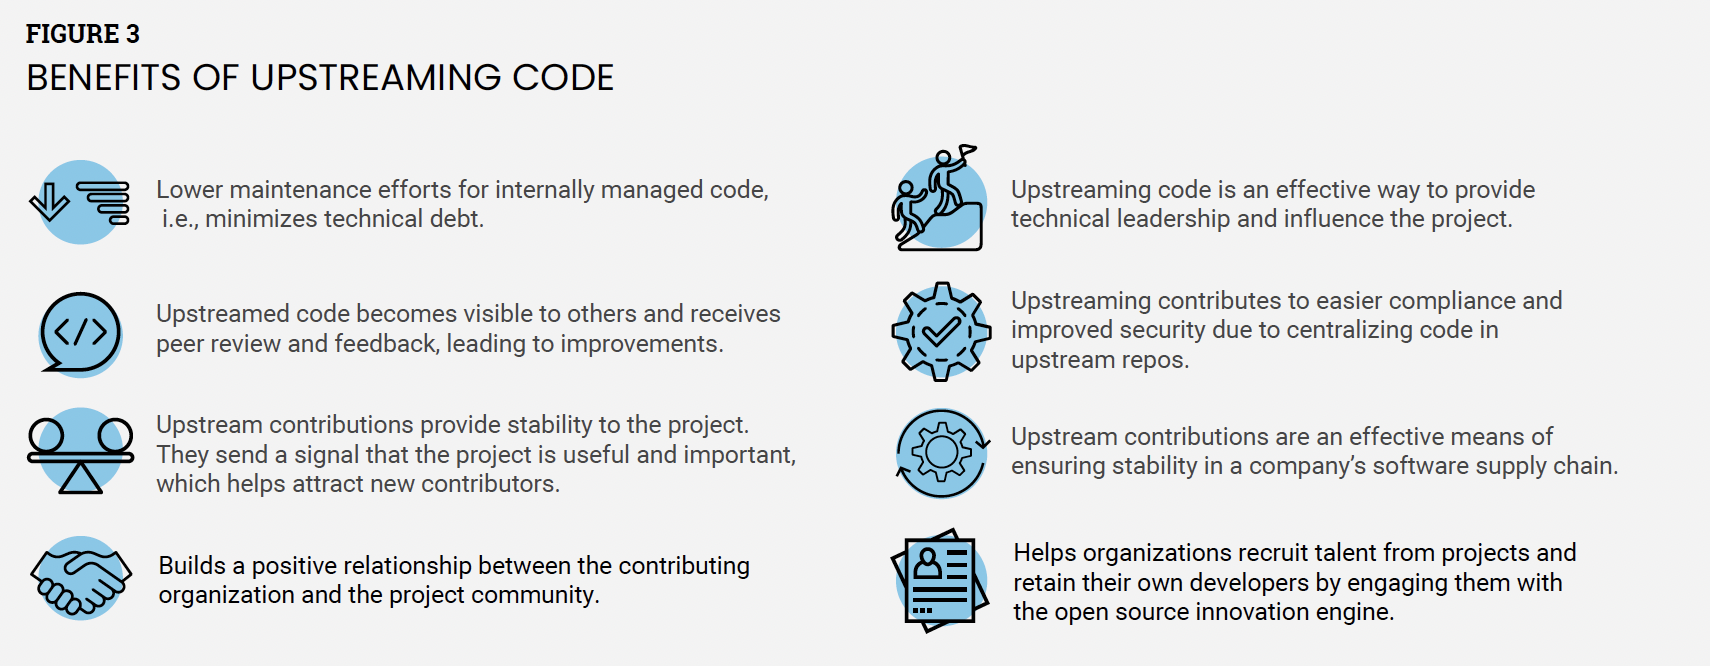 FIGURE 3
BENEFITS OF UPSTREAMING CODE
Lower maintenance efforts for internally managed code,
i.e., minimizes technical debt.
Upstreamed code becomes visible to others and receives
peer review and feedback, leading to improvements.
Upstream contributions provide stability to the project.
They send a signal that the project is useful and important,
which helps attract new contributors.
Builds a positive relationship between the contributing
organization and the project community.
Upstreaming code is an effective way to provide
technical leadership and influence the project.
Upstreaming contributes to easier compliance and
improved security due to centralizing code in
upstream repos.
Upstream contributions are an effective means of
ensuring stability in a company’s software supply chain.
Helps organizations recruit talent from projects and
retain their own developers by engaging them with
the open source innovation engine.